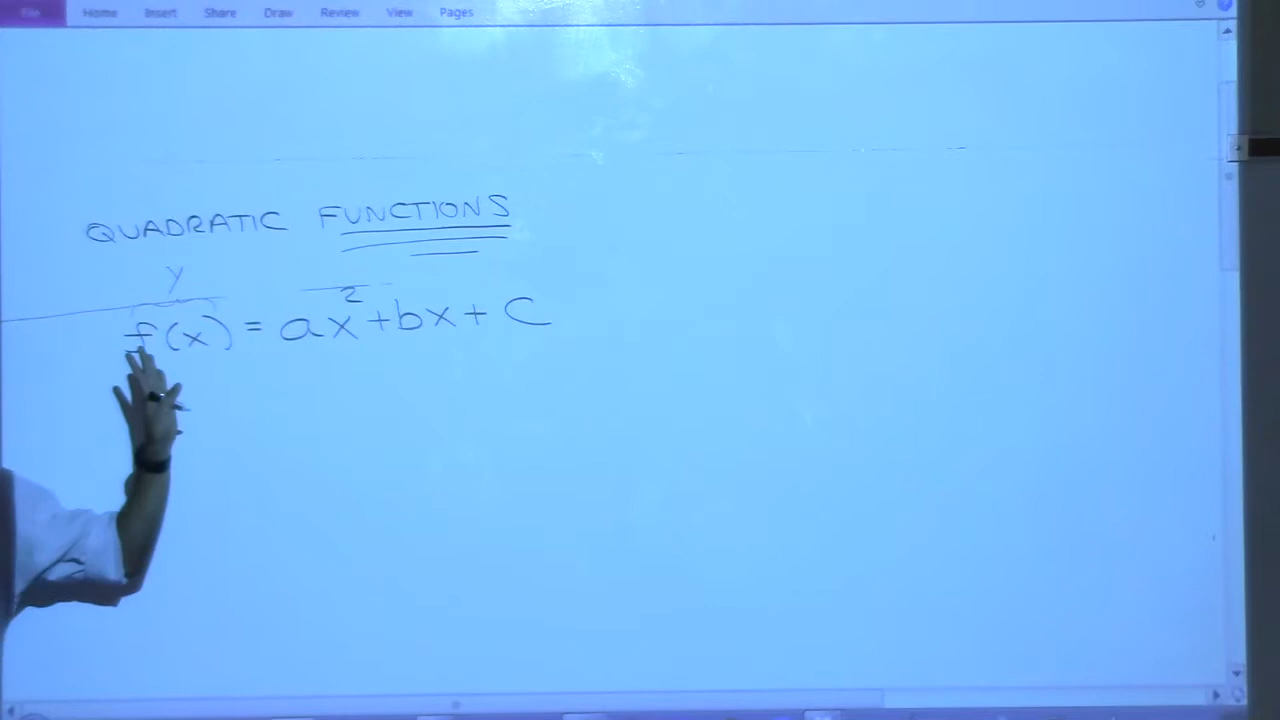 File Home Insert Share Draw Review View Pages
QUADRATIC FUNCTIONS
y
f(x) = ax²+bx+c